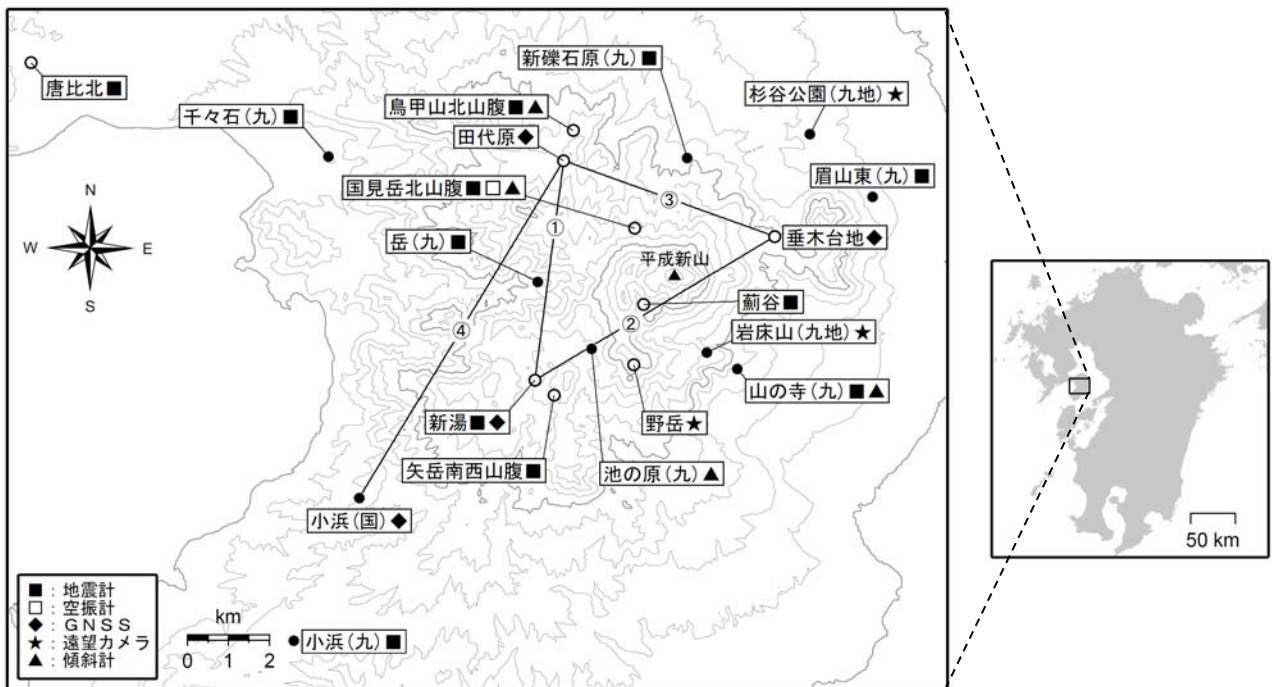 新礫石原(九)■
唐比北■
杉谷公園(九地)★
鳥甲山北山腹■▲
千々石(九)■
田代原◆
眉山東(九)■
国見岳北山腹■□▲
③
N
W E
S
①
垂木台地◆
岳(九)■
平成新山
薊谷■
④
②
岩床山(九地)★
山の寺(九)■▲
新湯■◆
野岳★
矢岳南西山腹■
池の原(九)▲
小浜(国)◆
50 km
■:地震計
□:空振計
◆:GNSS
★:遠望カメラ
▲:傾斜計
km
0 1 2
小浜(九)■